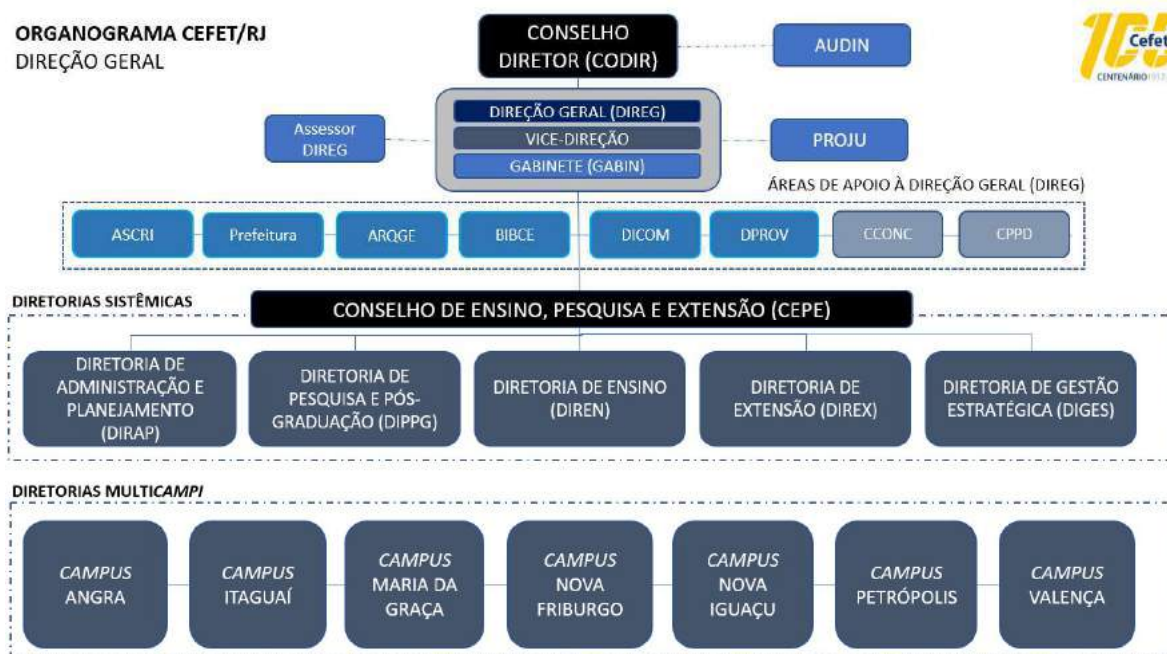 ORGANOGRAMA CEFET/RJ
DIREÇÃO GERAL
CONSELHO
DIRETOR (CODIR)
AUDIN
Cefet
CENTENÁRIO
DIREÇÃO GERAL (DIREG)
VICE-DIREÇÃO
GABINETE (GABIN)
Assessor
DIREG
PROJU
ÁREAS DE APOIO À DIREÇÃO GERAL (DIREG)
ASCRI
Prefeitura
ARQGE
BIBCE
DICOM
DPROV
CCONC
CPPD
DIRETORIAS SISTÊMICAS
CONSELHO DE ENSINO, PESQUISA E EXTENSÃO (CEPE)
DIRETORIA DE
ADMINISTRAÇÃO E
PLANEJAMENTO
(DIRAP)
DIRETORIA DE
PESQUISA E PÓS-
GRADUAÇÃO (DIPPG)
DIRETORIA DE ENSINO
(DIREN)
DIRETORIA DE
EXTENSÃO (DIREX)
DIRETORIA DE GESTÃO
ESTRATÉGICA (DIGES)
DIRETORIAS MULTICAMPI
CAMPUS
ANGRA
CAMPUS
ITAGUAÍ
CAMPUS
MARIA DA
GRAÇA
CAMPUS
NOVA
FRIBURGO
CAMPUS
NOVA
IGUAÇU
CAMPUS
PETRÓPOLIS
CAMPUS
VALENÇA